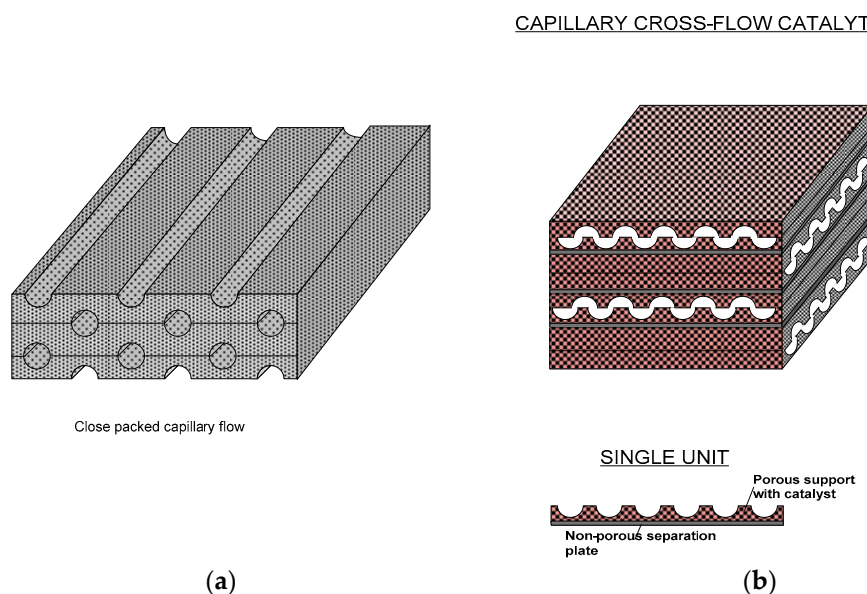 CAPILLARY CROSS-FLOW CATALYT
Close packed capillary flow
SINGLE UNIT
Porous support
with catalyst
Non-porous separation
plate
(a)
(b)